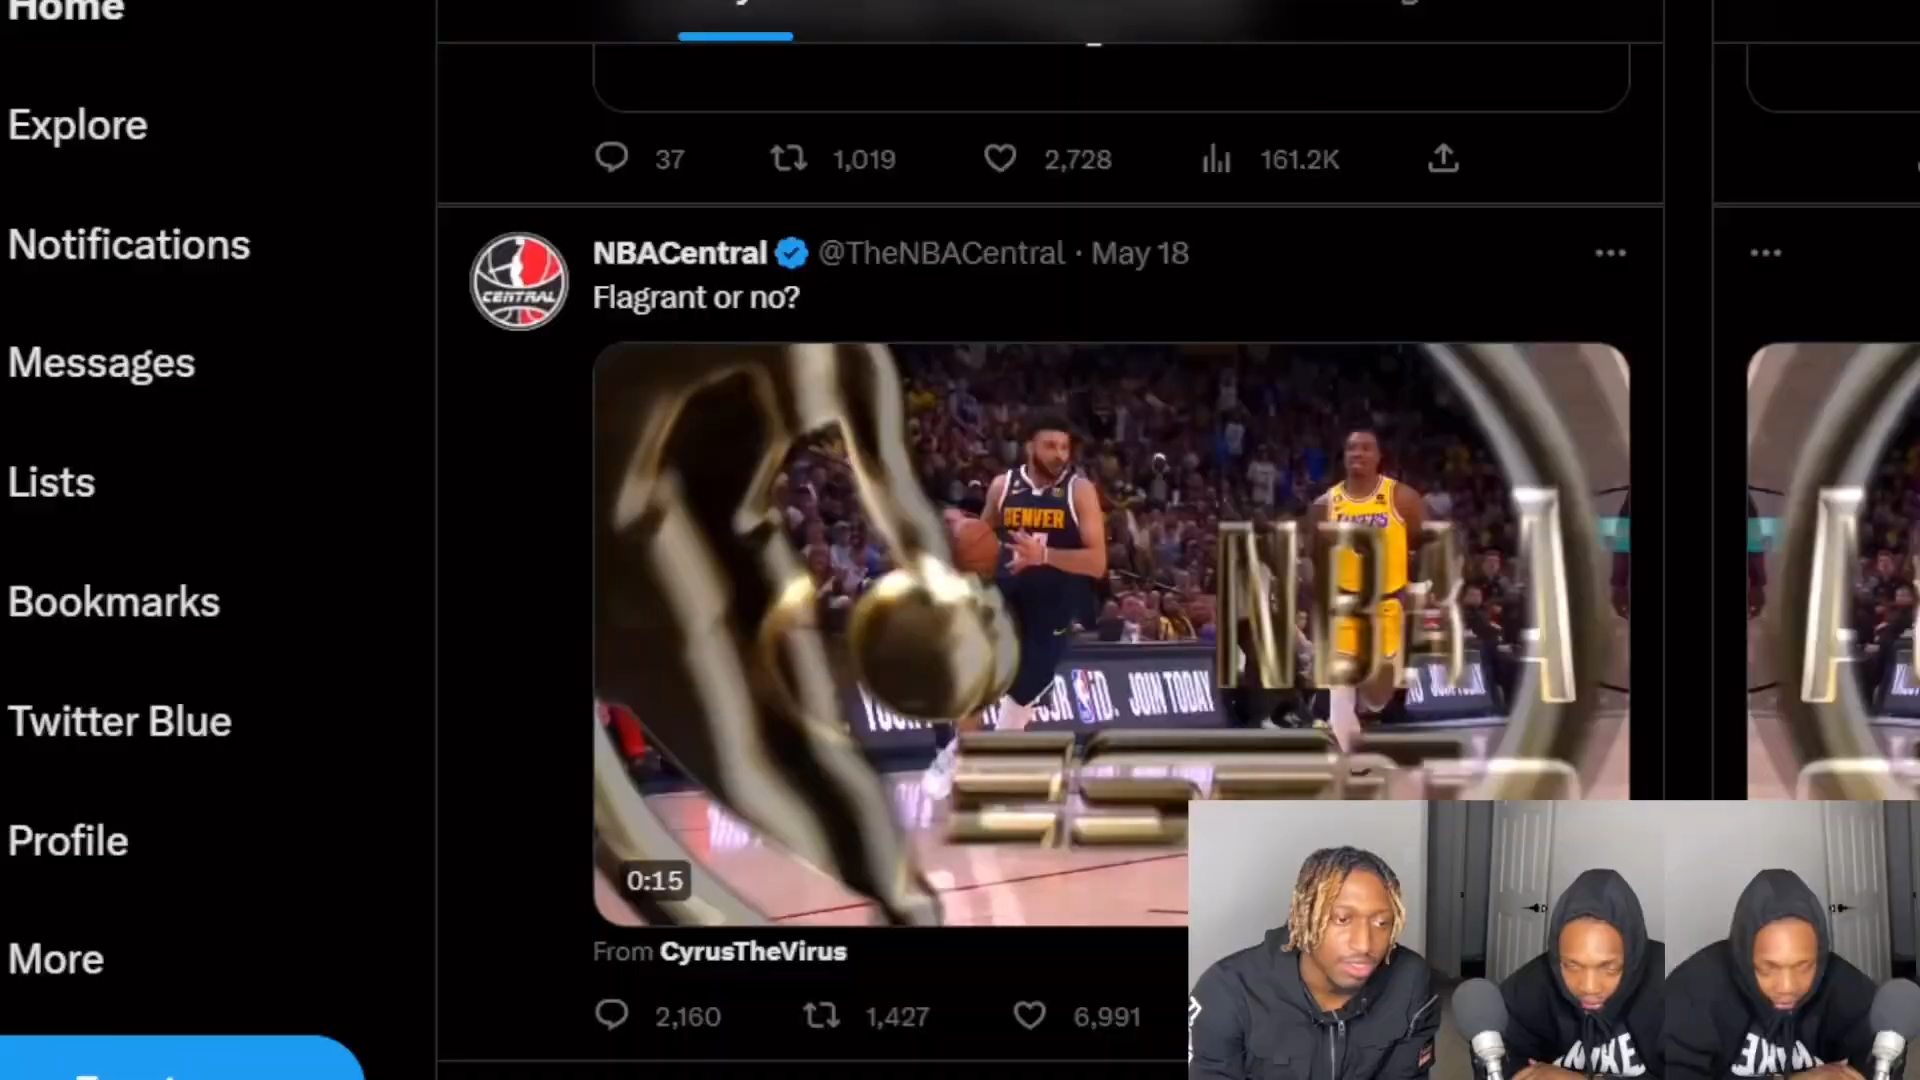 Home
Explore
Notifications
Messages
Lists
Bookmarks
Twitter Blue
Profile
More
37 1,019 2,728 161.2K
CENTRAL
NBACentral @TheNBACentral · May 18
Flagrant or no?
DENVER
LAKERS
NBA
JOIN TODAY
0:15
From CyrusTheVirus
2,160 1,427 6,991